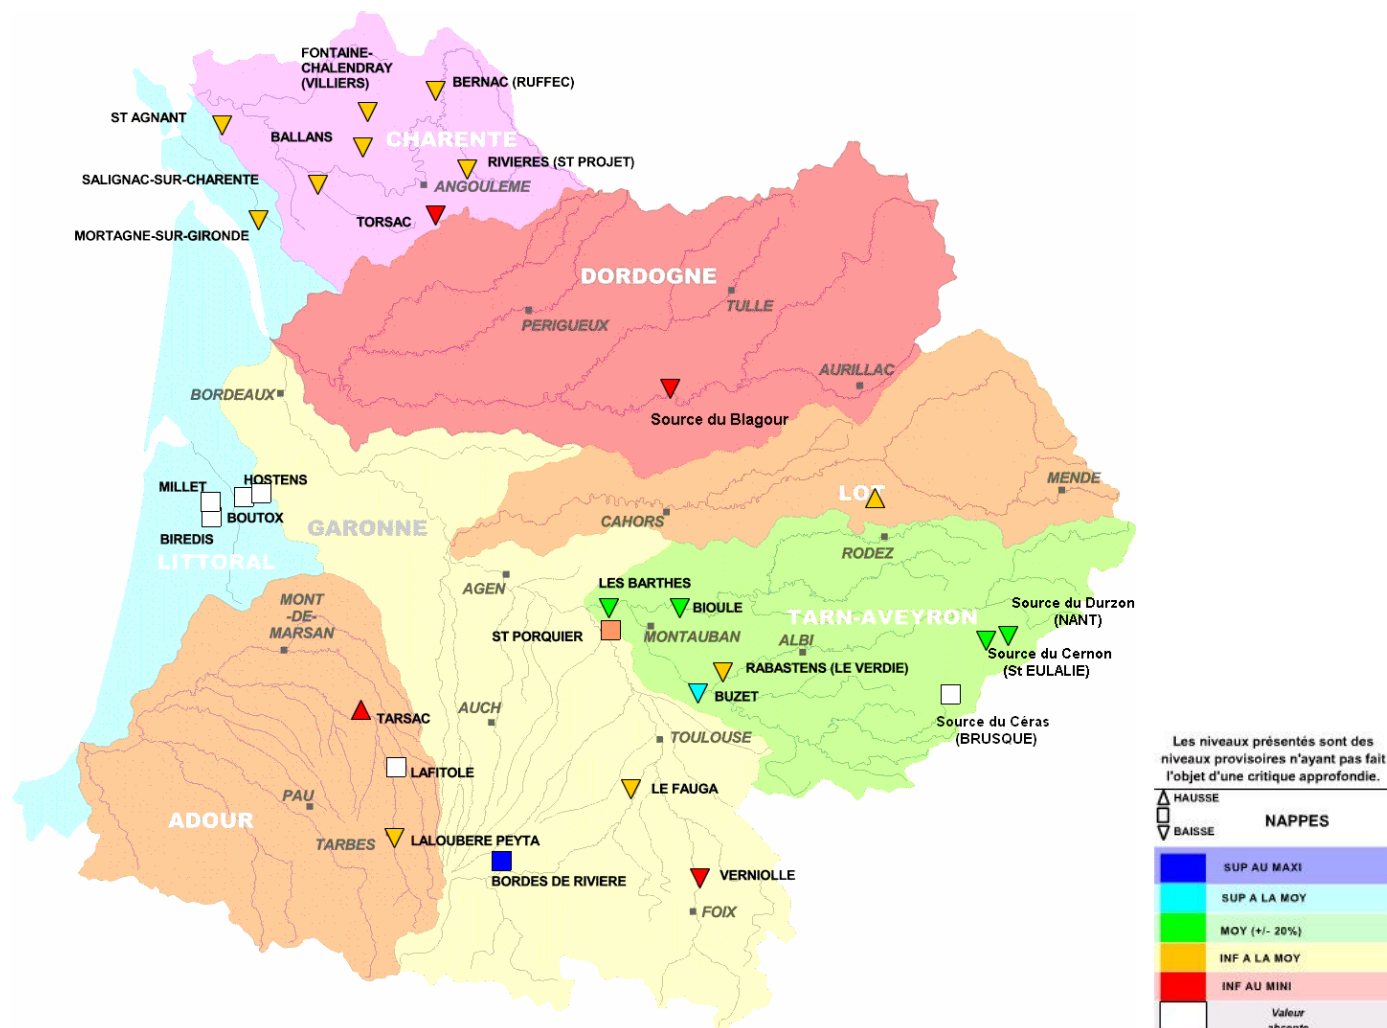 FONTAINE-
CHALENDRAY
(VILLIERS)
BERNAC (RUFFEC)
ST AGNANT
BALLANS
CHARENTE
RIVIERES (ST PROJET)
SALIGNAC-SUR-CHARENTE
ANGOULEME
TORSAC
MORTAGNE-SUR-GIRONDE
DORDOGNE
TULLE
PERIGUEUX
AURILLAC
BORDEAUX
Source du Blagour
MENDE
MILLET
HOSTENS
LOT
BOUTOX
CAHORS
GARONNE
BIREDIS
RODEZ
LITTORAL
AGEN
LES BARTHES
MONT
-DE-
MARSAN
BIOULE
TARN-AVEYRON
Source du Durzon
(NANT)
ST PORQUIER
MONTAUBAN
ALBI
Source du Cernon
(St EULALIE)
RABASTENS (LE VERDIE)
BUZET
AUCH
TARSAC
Source du Céras
(BRUSQUE)
TOULOUSE
LAFITOLE
LE FAUGA
PAU
ADOUR
TARBES
LALOUBERE PEYTA
BORDES DE RIVIERE
VERNIOLLE
FOIX
Les niveaux présentés sont des
niveaux provisoires n'ayant pas fait
l'objet d'une critique approfondie.
HAUSSE
NAPPES
BAISSE
SUP AU MAXI
SUP A LA MOY
MOY (+/- 20%)
INF A LA MOY
INF AU MINI
Valeur
absente